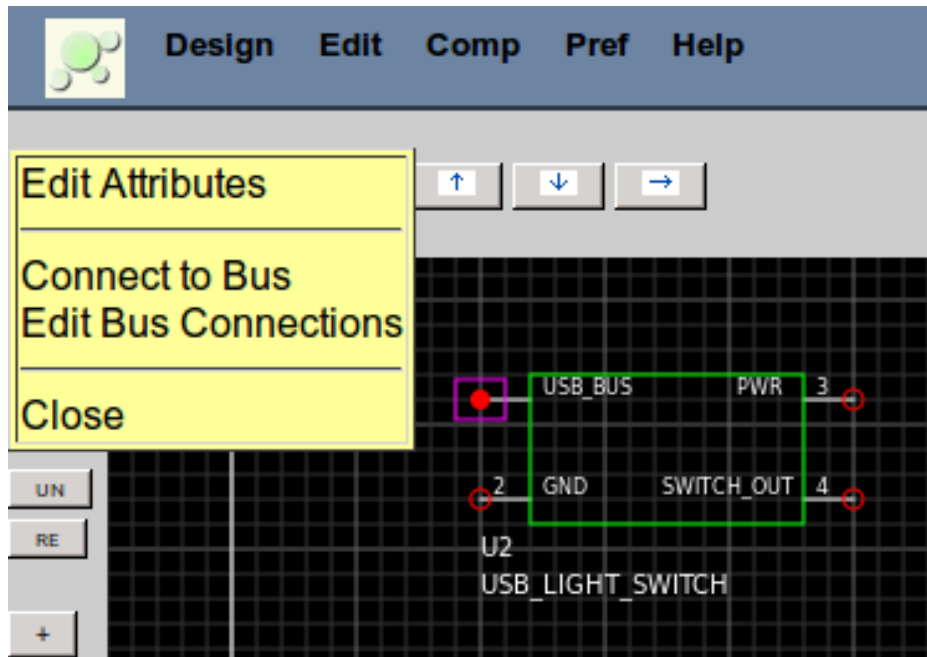 Design Edit Comp Pref Help
Edit Attributes
Connect to Bus
Edit Bus Connections
Close
USB_BUS PWR 3
2 GND SWITCH_OUT 4
U2
USB_LIGHT_SWITCH
UN
RE
+